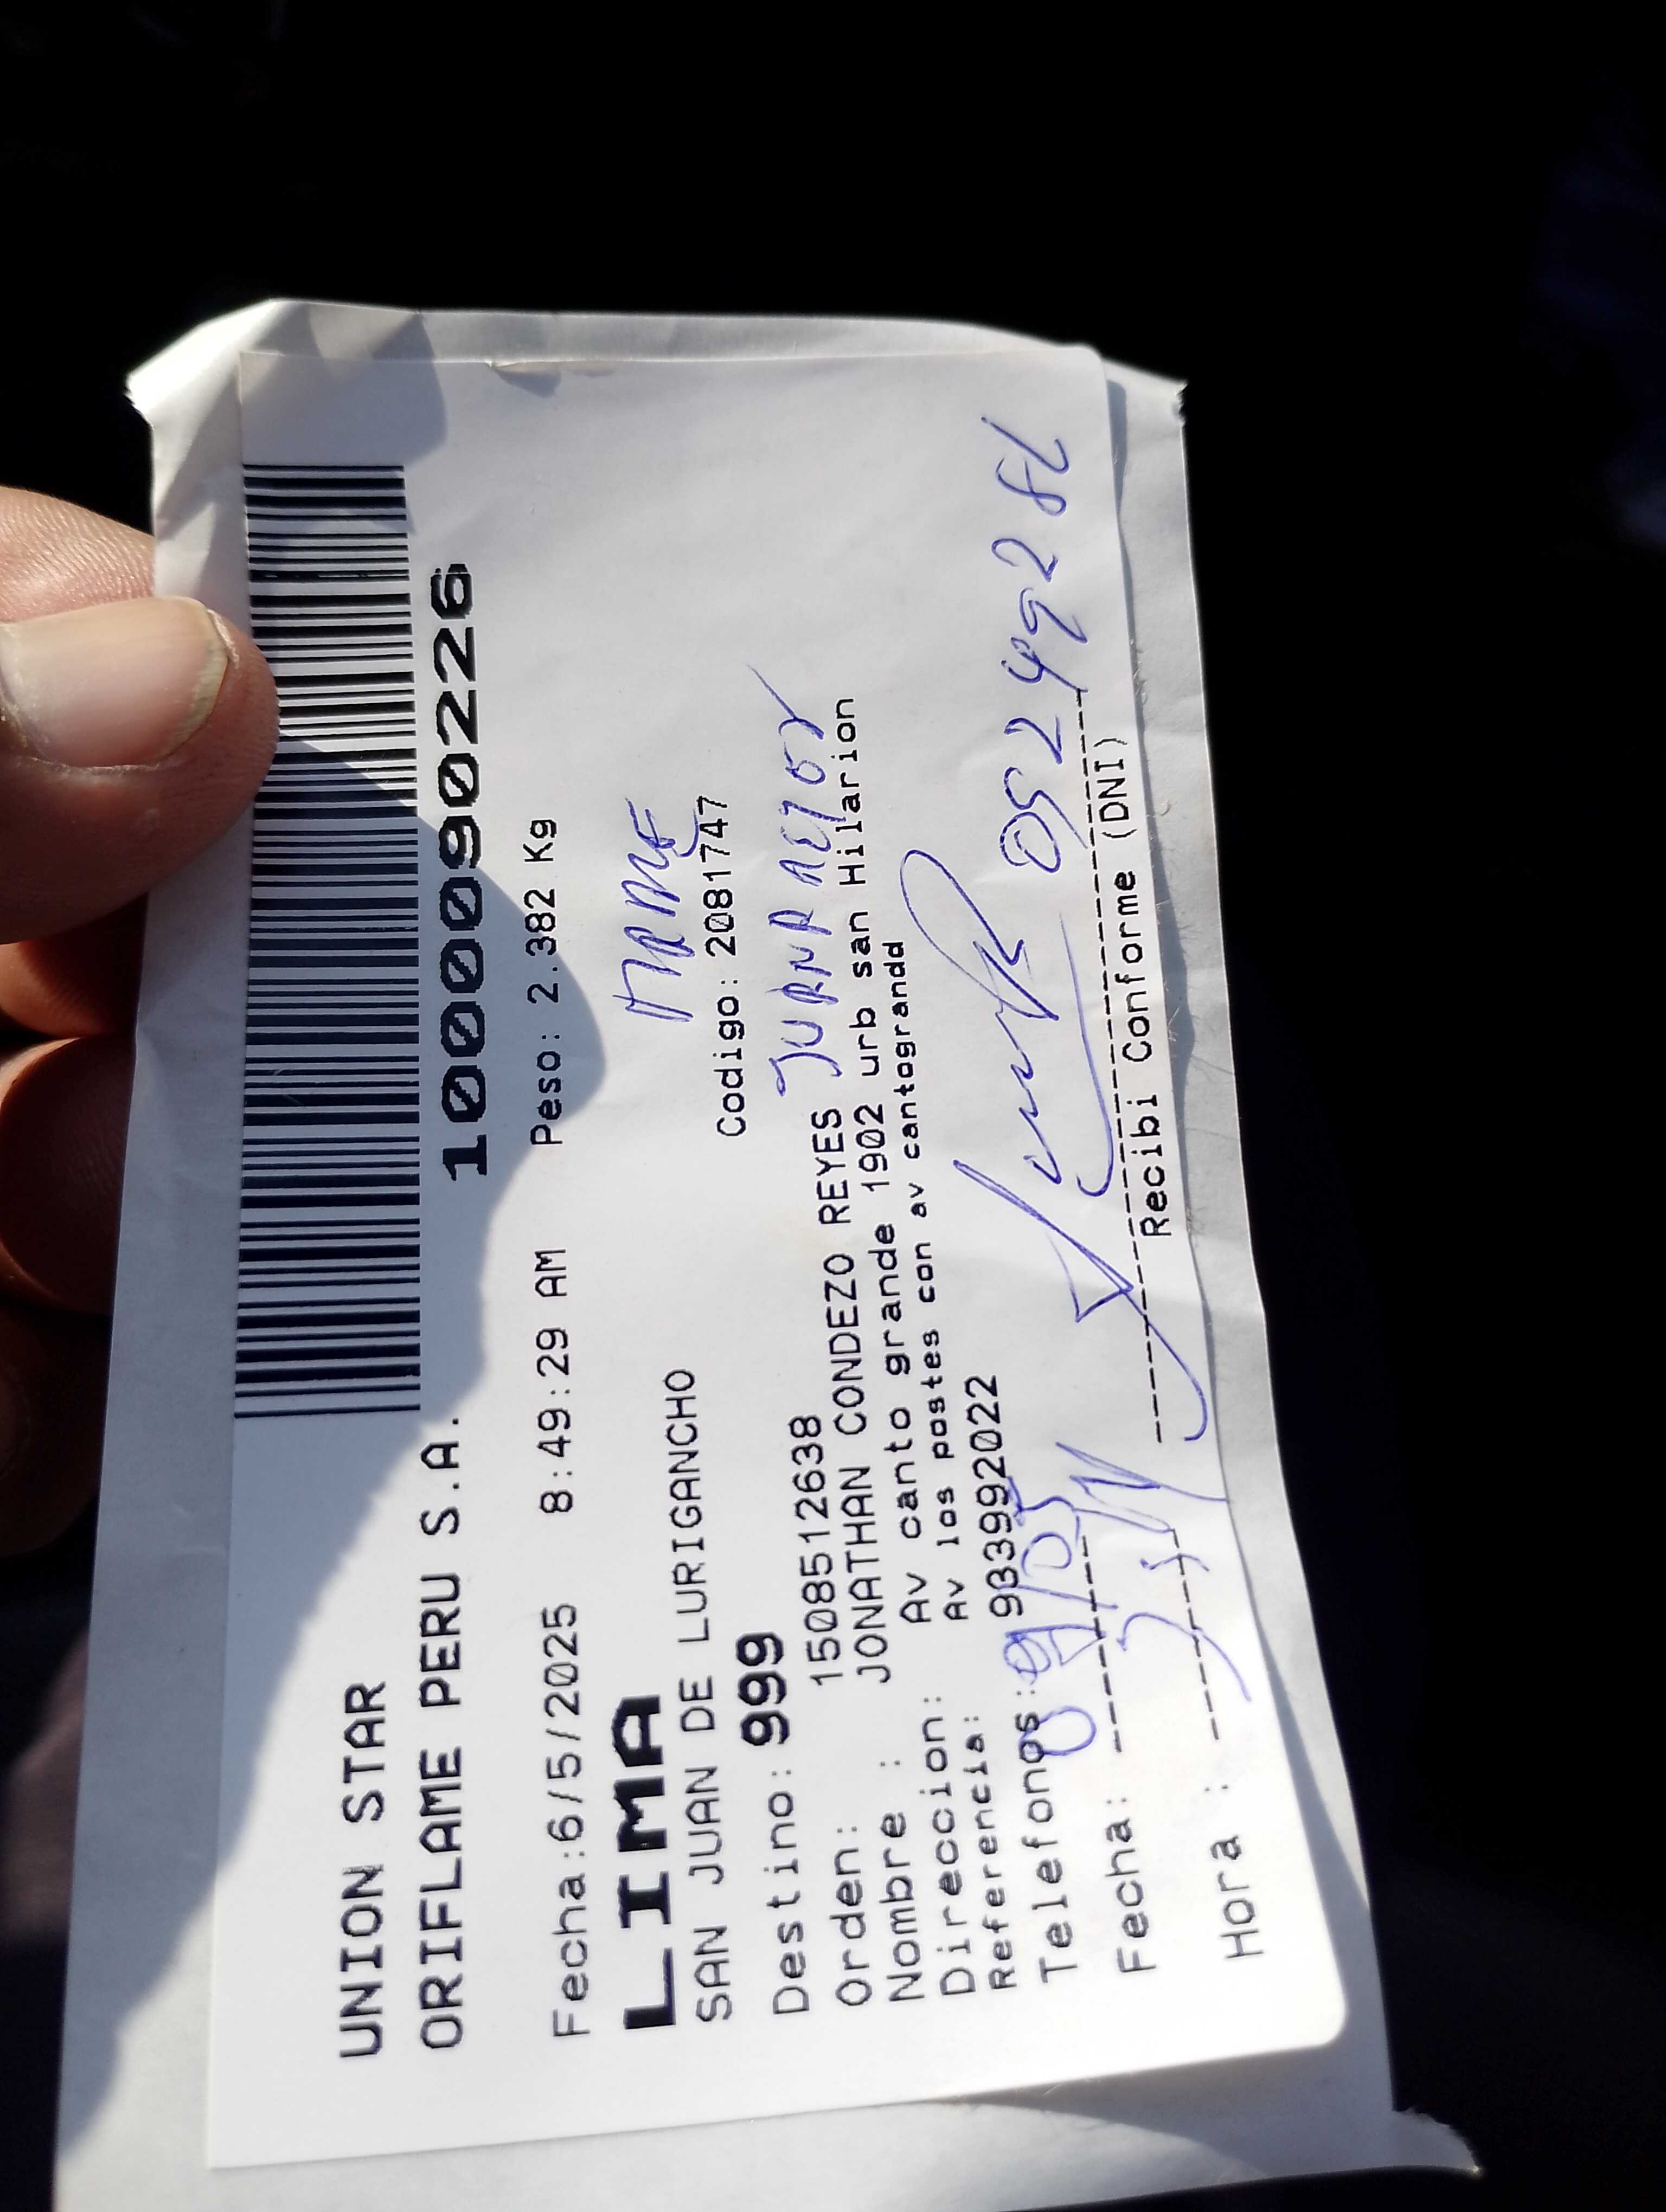 UNION STAR
ORIFLAME PERU S.A.
1000090226
Fecha:6/5/2025 8:49:29 AM Peso: 2.382 Kg
LIMA
SAN JUAN DE LURIGANCHO
Destino: 999 Codigo: 2081747
Orden: 1508512638
Nombre : JONATHAN CONDEZO REYES
Direccion: Av canto grande 1902 urb san Hilarion
Referencia: Av los postes con av cantograndd
Telefonos: 933992022
Fecha:
Hora :
Recibi Conforme (DNI)